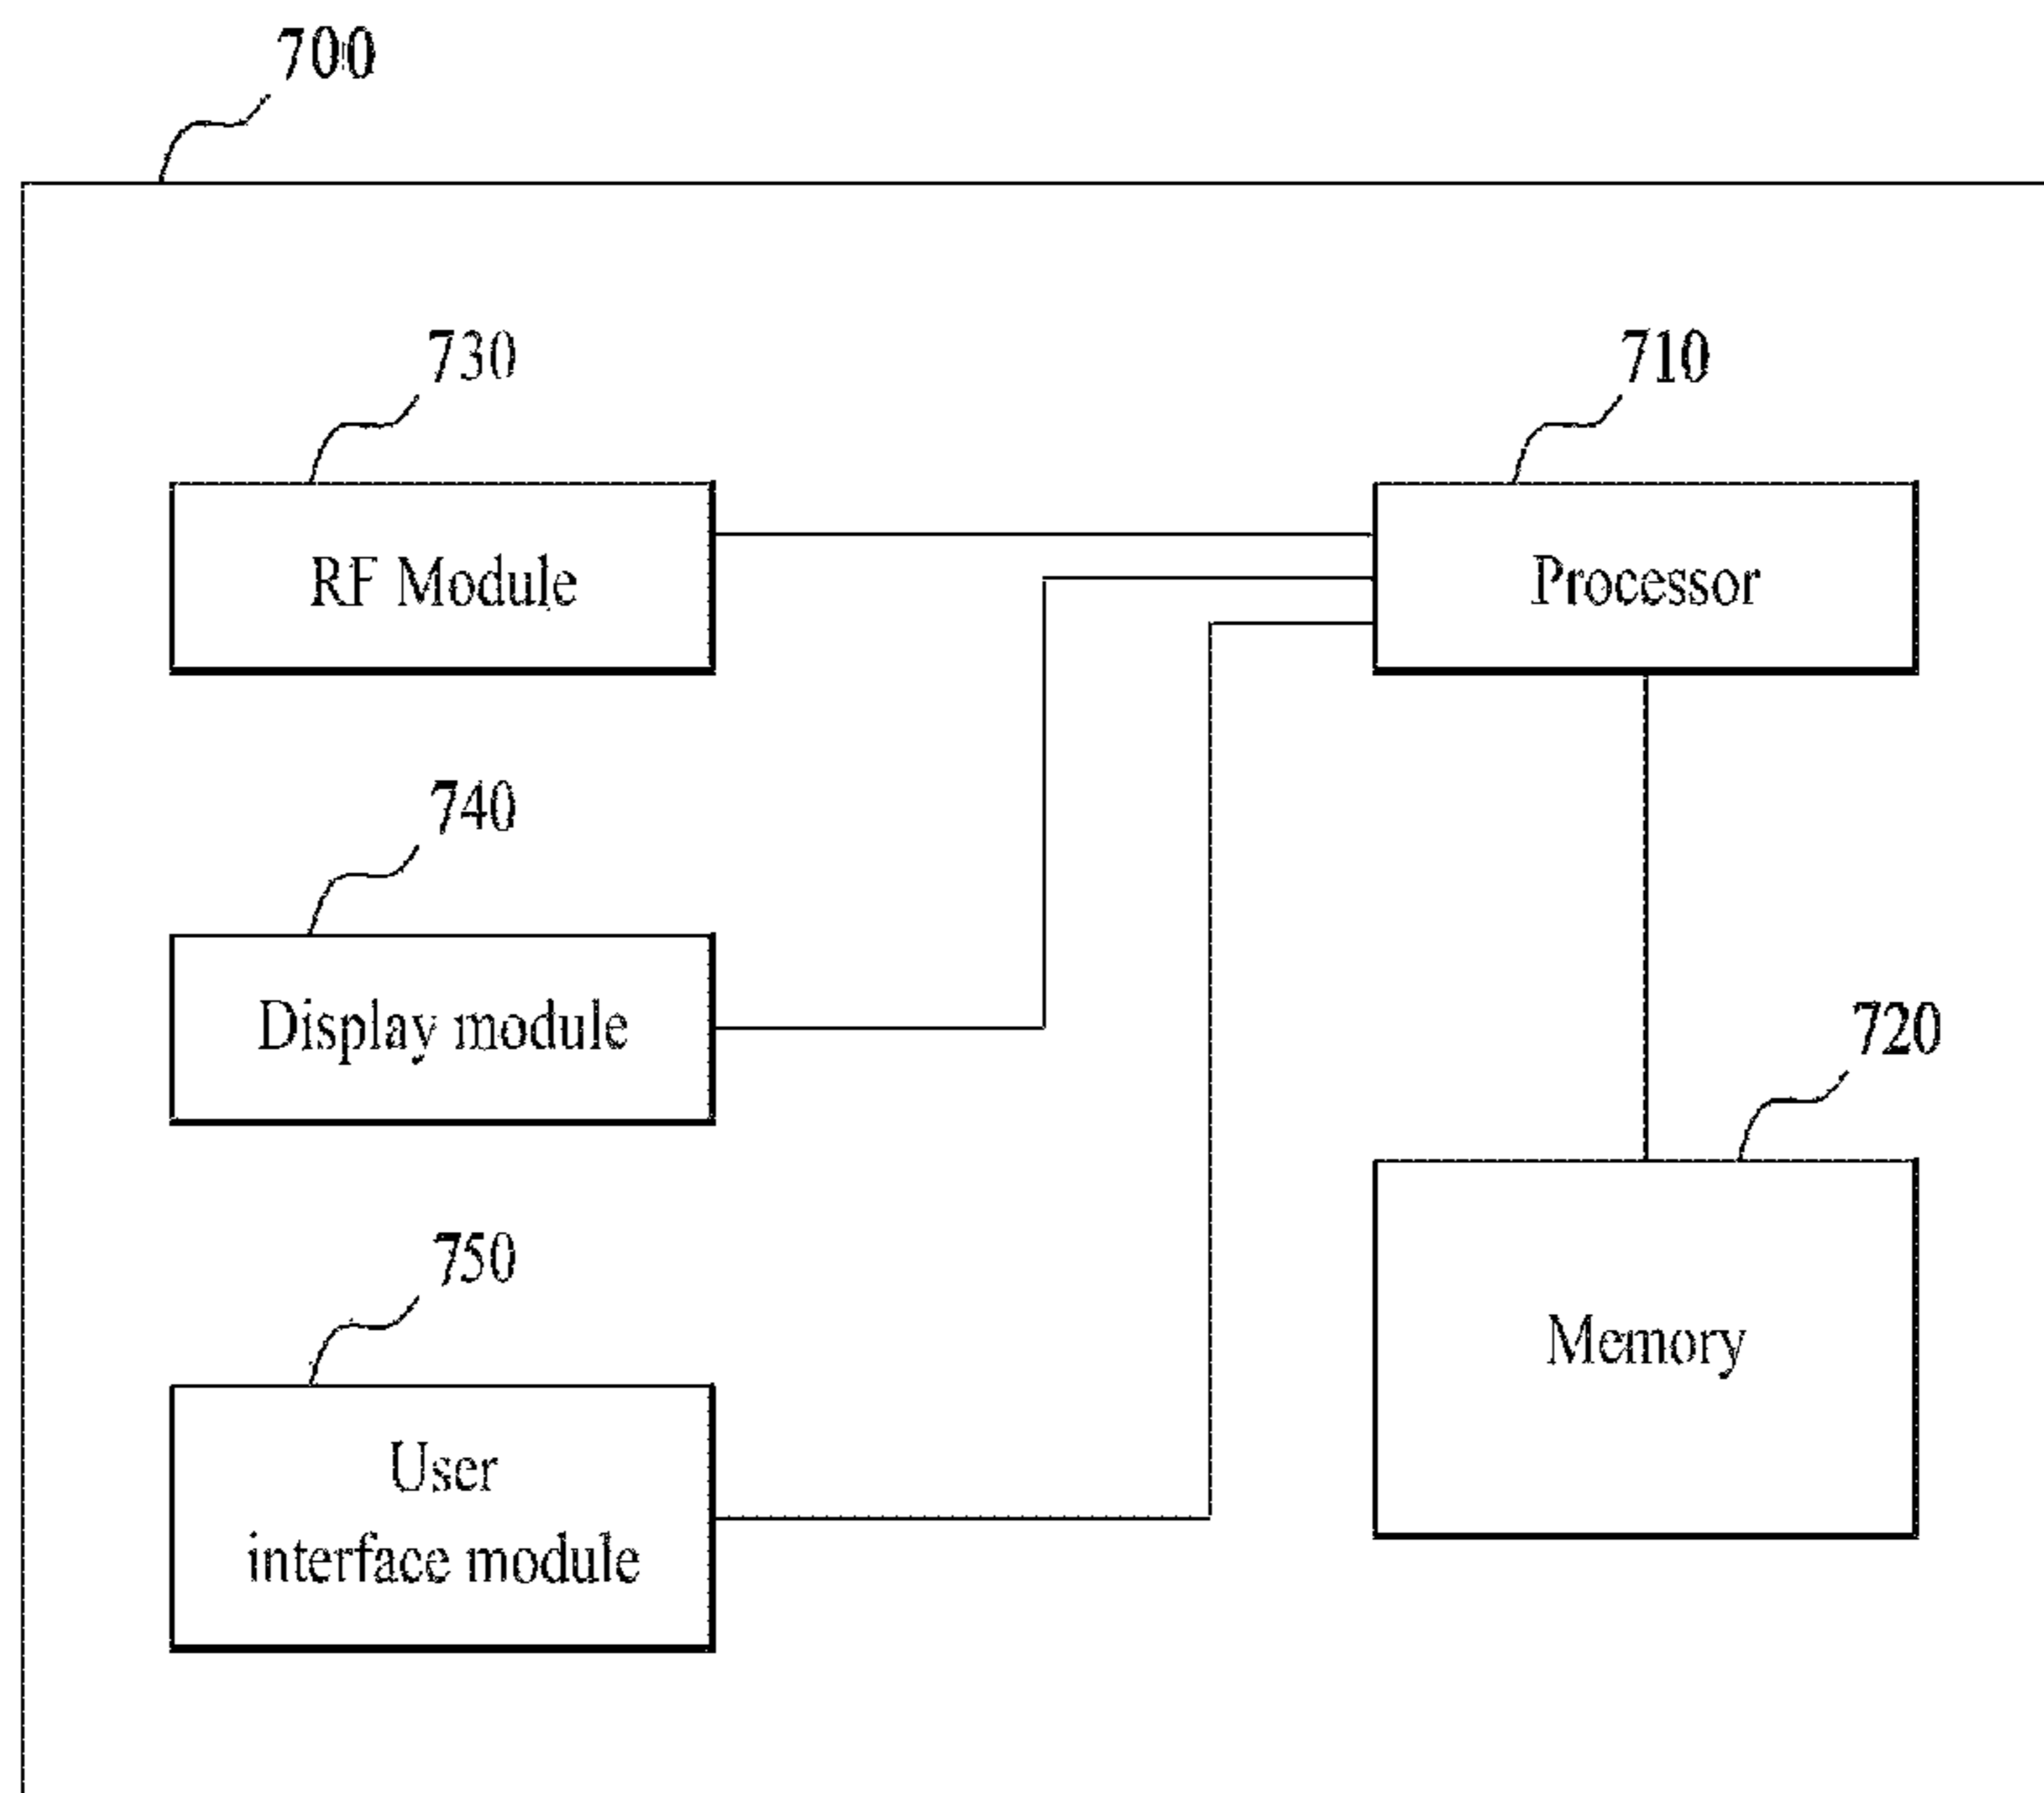 700
730
710
RF Module
Processor
740
Display module
720
750
Memory
User
interface module